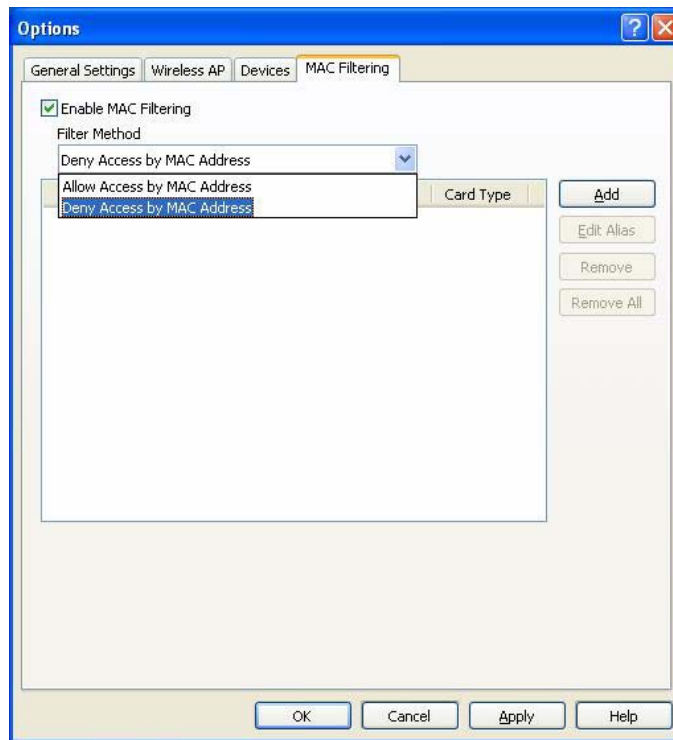 Options
General Settings Wireless AP Devices MAC Filtering
Enable MAC Filtering
Filter Method
Deny Access by MAC Address
Allow Access by MAC Address
Deny Access by MAC Address
Card Type
Add
Edit Alias
Remove
Remove All
OK Cancel Apply Help